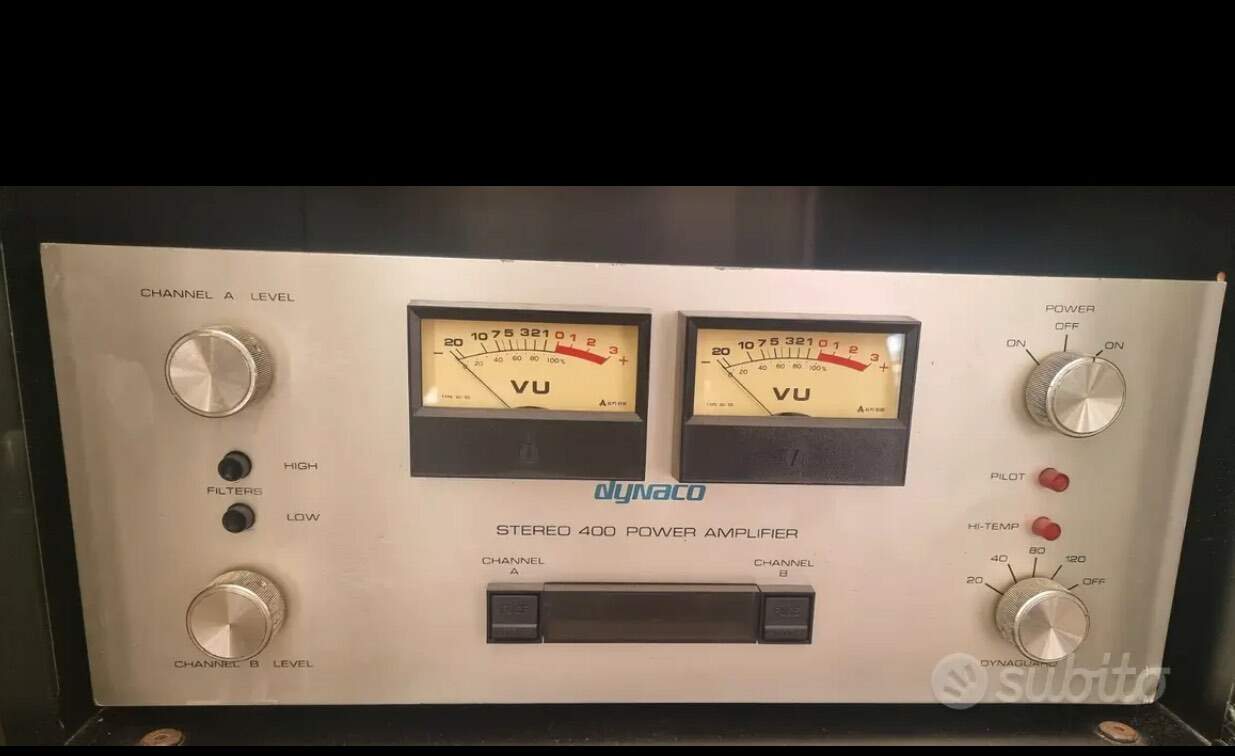 CHANNEL A LEVEL
POWER
OFF
ON ON
20 10 7 5 3 2 1 0 1 2 3
- +
0 20 40 60 80 100%
VU
20 10 7 5 3 2 1 0 1 2 3
- +
0 20 40 60 80 100%
VU
HIGH
FILTERS
LOW
PILOT
HI-TEMP
dynaco
STEREO 400 POWER AMPLIFIER
CHANNEL
A
CHANNEL
B
20 40 80 120 OFF
DYNAGUARD
CHANNEL B LEVEL
subito